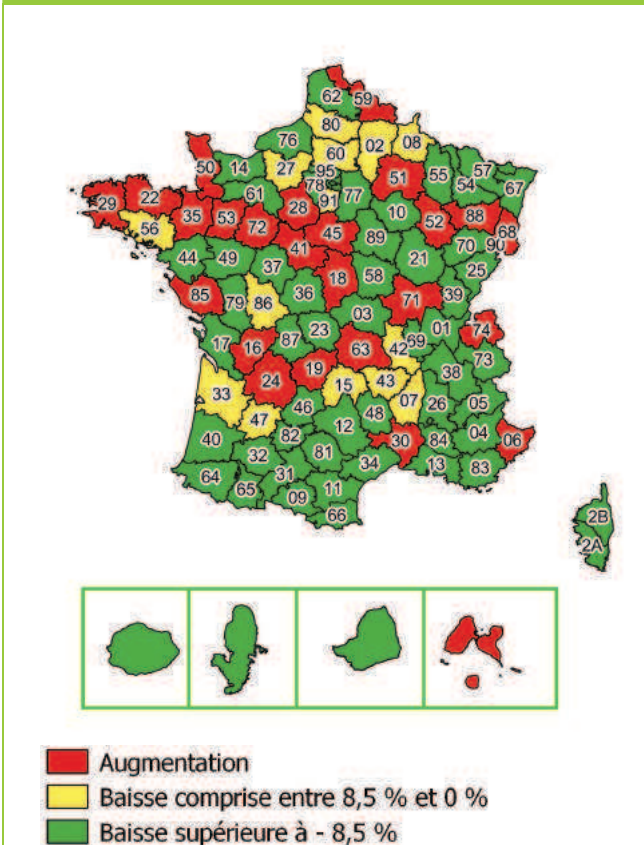 62 59
80
76 02 08
60
50 14 27 95 51 55 57
78 54 67
61 91 77
22 28 10 52 88 68
29 35 53 72 45
56 41 89 70 90
44 49 37 18 58 21 25
85 79 86 36 71 39
03
17 16 87 23 63 42 69 01 74
24 19 73
33 15 43 38
47 46 07 26 05
40 82 12 48 30 84 04 06
32 81 34 13 83
64 65 31 11
09 66
2B
2A
Augmentation
Baisse comprise entre 8,5 % et 0 %
Baisse supérieure à - 8,5 %